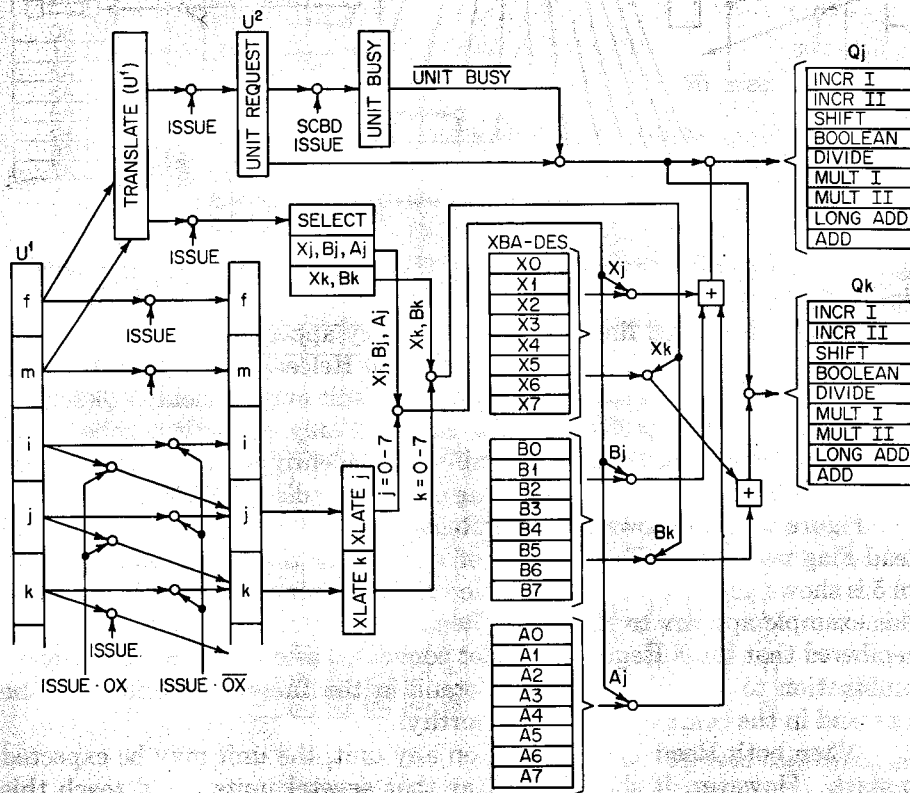 U²
Qj
TRANSLATE (U¹)
ISSUE
UNIT REQUEST
SCBD
ISSUE
UNIT BUSY
U̅N̅I̅T̅ B̅U̅S̅Y̅
INCR I
INCR II
SHIFT
BOOLEAN
DIVIDE
MULT I
MULT II
LONG ADD
ADD
ISSUE
SELECT
Xj, Bj, Aj
Xk, Bk
U¹
f
m
i
j
k
ISSUE
ISSUE
f
m
i
j
k
ISSUE
ISSUE · OX
ISSUE · O̅X̅
XLATE j
XLATE k
Xj, Bj, Aj
Xk, Bk
j = 0-7
k = 0-7
XBA-DES
X0
X1
X2
X3
X4
X5
X6
X7
Xj
Xk
+
B0
B1
B2
B3
B4
B5
B6
B7
Bj
Bk
+
A0
A1
A2
A3
A4
A5
A6
A7
Aj
Qk
INCR I
INCR II
SHIFT
BOOLEAN
DIVIDE
MULT I
MULT II
LONG ADD
ADD